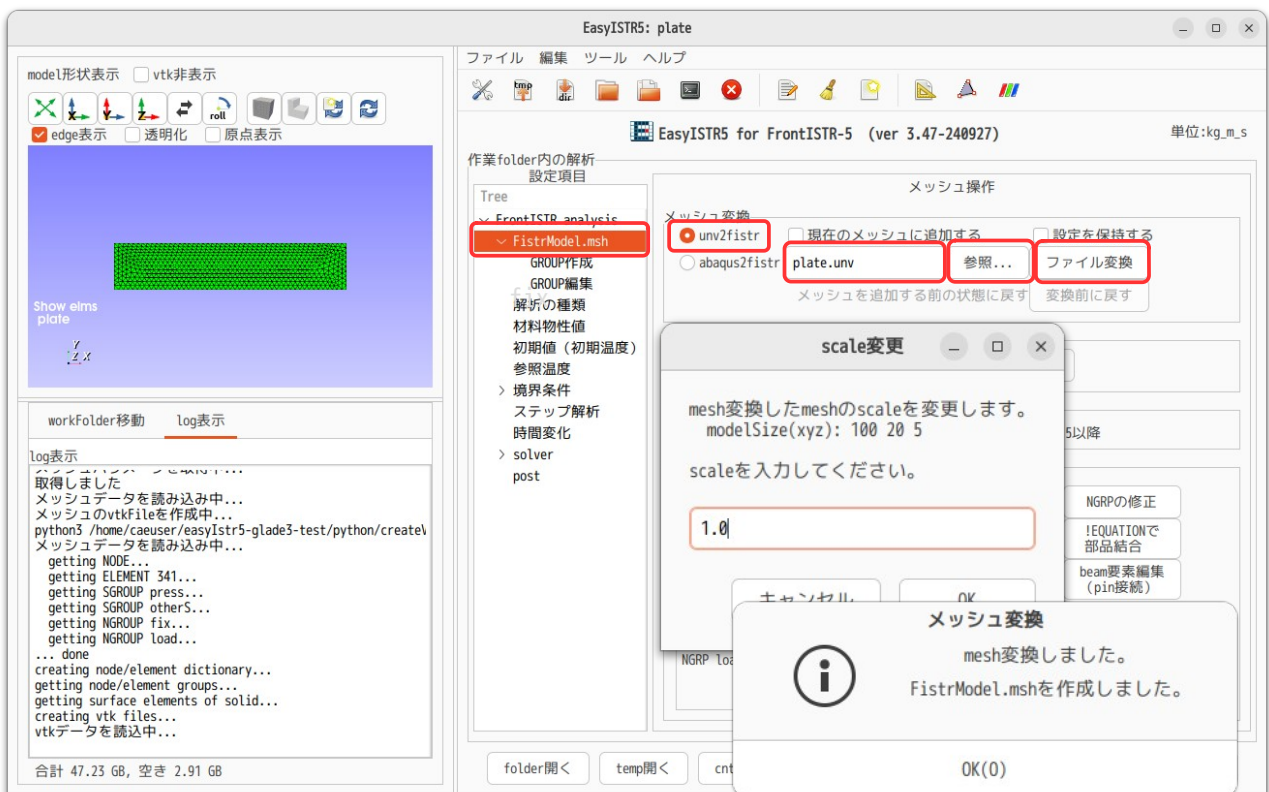 EasyISTR5: plate
model形状表示 vtk非表示
X Y Z roll
edge表示 透明化 原点表示
Show elms
plate
Y
Z X
workFolder移動 log表示
log表示
取得しました
メッシュデータを読み込み中...
メッシュのvtkFileを作成中...
python3 /home/caeuser/easyIstr5-glade3-test/python/create
メッシュデータを読み込み中...
getting NODE...
getting ELEMENT 341...
getting SGROUP press...
getting SGROUP otherS...
getting NGROUP fix...
getting NGROUP load...
... done
creating node/element dictionary...
getting node/element groups...
getting surface elements of solid...
creating vtk files...
vtkデータを読込中...
合計 47.23 GB, 空き 2.91 GB
ファイル 編集 ツール ヘルプ
tmp dir
EasyISTR5 for FrontISTR-5 (ver 3.47-240927)
単位:kg_m_s
作業folder内の解析
設定項目
Tree
FrontISTR analysis
FistrModel.msh
GROUP作成
GROUP編集
解析の種類
材料物性値
初期値（初期温度）
参照温度
境界条件
ステップ解析
時間変化
solver
post
メッシュ操作
メッシュ変換
unv2fistr 現在のメッシュに追加する 設定を保持する
abaqus2fistr plate.unv 参照... ファイル変換
メッシュを追加する前の状態に戻す 変換前に戻す
5以降
NGRPの修正
!EQUATIONで
部品結合
beam要素編集
(pin接続)
scale変更
mesh変換したmeshのscaleを変更します。
modelSize(xyz): 100 20 5
scaleを入力してください。
1.0
キャンセル OK
NGRP
メッシュ変換
mesh変換しました。
FistrModel.mshを作成しました。
OK(O)
folder開く temp開く cnt